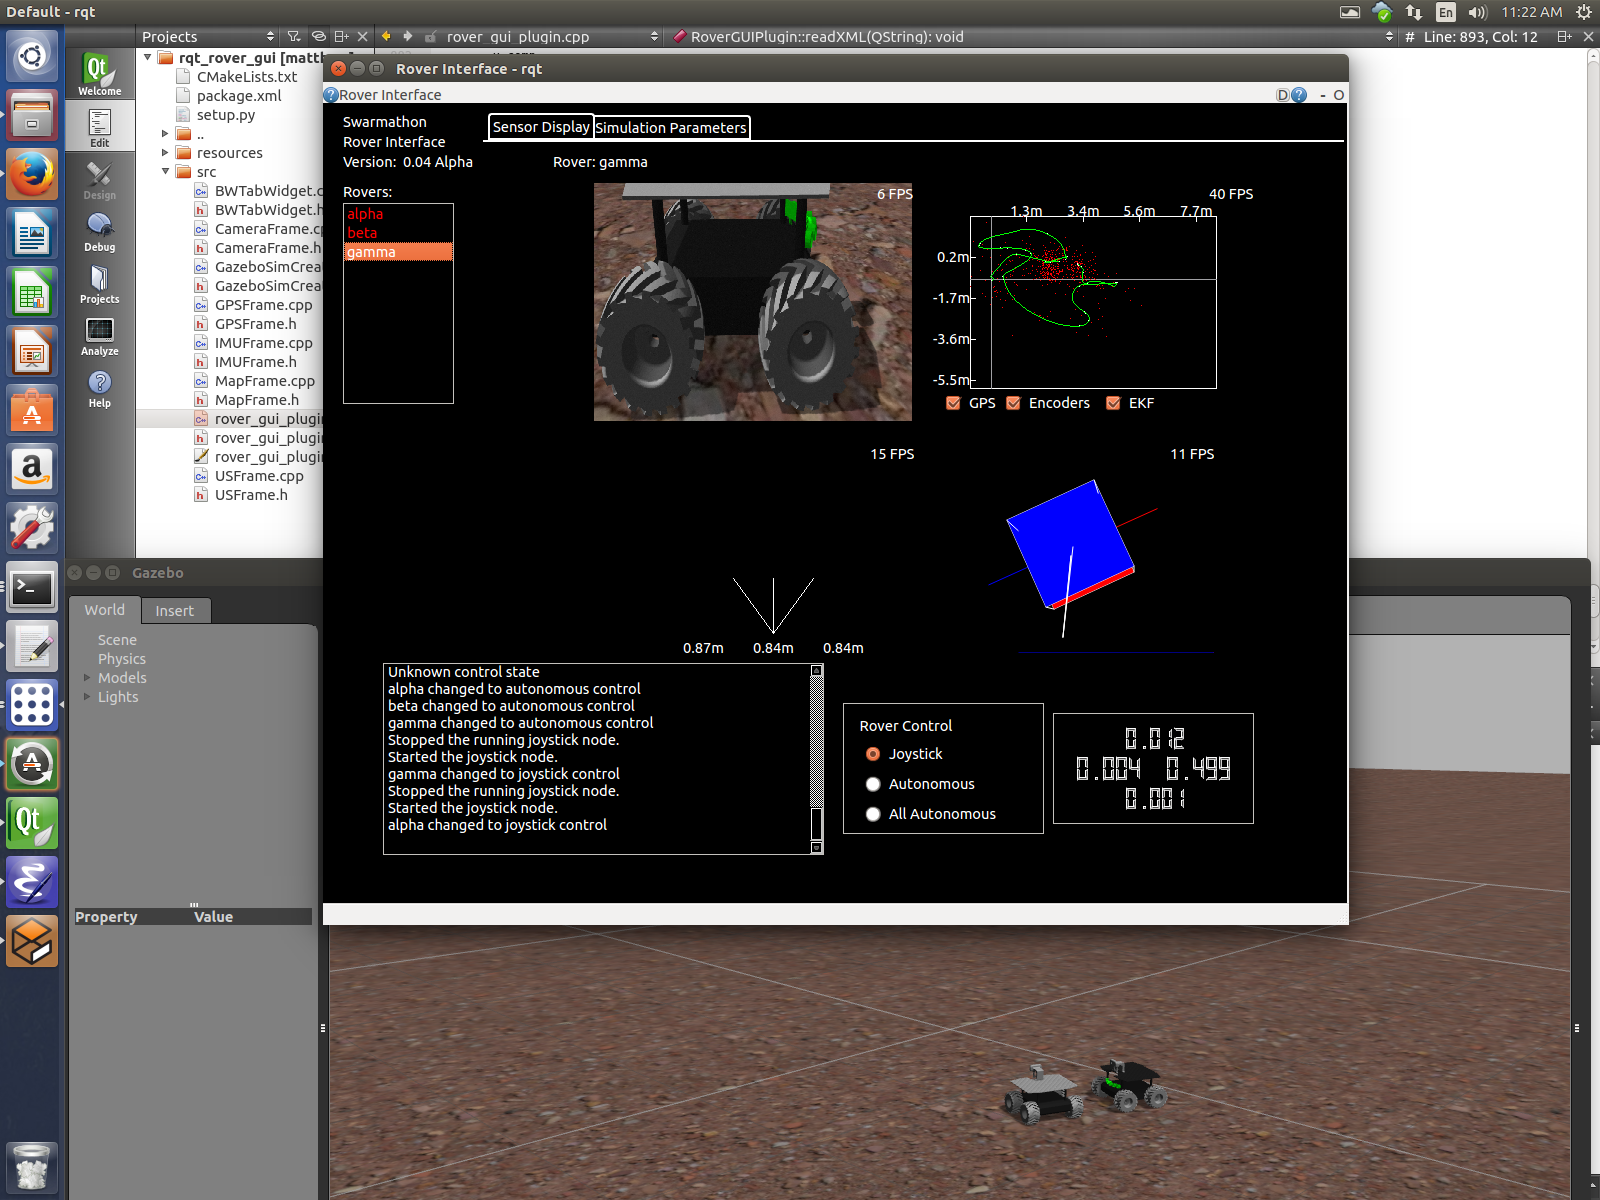 Default - rqt
En
11:22 AM
Projects
rover_gui_plugin.cpp
RoverGUIPlugin::readXML(QString): void
#
Line: 893, Col: 12
Qt
Welcome
Edit
Design
Debug
Projects
Analyze
Help
rqt_rover_gui [matth
CMakeLists.txt
package.xml
setup.py
..
resources
src
BWTabWidget.c
BWTabWidget.h
CameraFrame.cp
CameraFrame.h
GazeboSimCrea
GazeboSimCrea
GPSFrame.cpp
GPSFrame.h
IMUFrame.cpp
IMUFrame.h
MapFrame.cpp
MapFrame.h
rover_gui_plugin
rover_gui_plugin
rover_gui_plugin
USFrame.cpp
USFrame.h
Rover Interface - rqt
Rover Interface
D
- O
Swarmathon
Rover Interface
Version: 0.04 Alpha
Sensor Display
Simulation Parameters
Rover: gamma
Rovers:
alpha
beta
gamma
6 FPS
40 FPS
1.3m 3.4m 5.6m 7.7m
0.2m
-1.7m
-3.6m
-5.5m
GPS Encoders EKF
15 FPS
11 FPS
0.87m 0.84m 0.84m
Unknown control state
alpha changed to autonomous control
beta changed to autonomous control
gamma changed to autonomous control
Stopped the running joystick node.
Started the joystick node.
gamma changed to joystick control
Stopped the running joystick node.
Started the joystick node.
alpha changed to joystick control
Rover Control
Joystick
Autonomous
All Autonomous
0.012
0.004 0.499
0.001
Gazebo
World
Insert
Scene
Physics
Models
Lights
Property Value